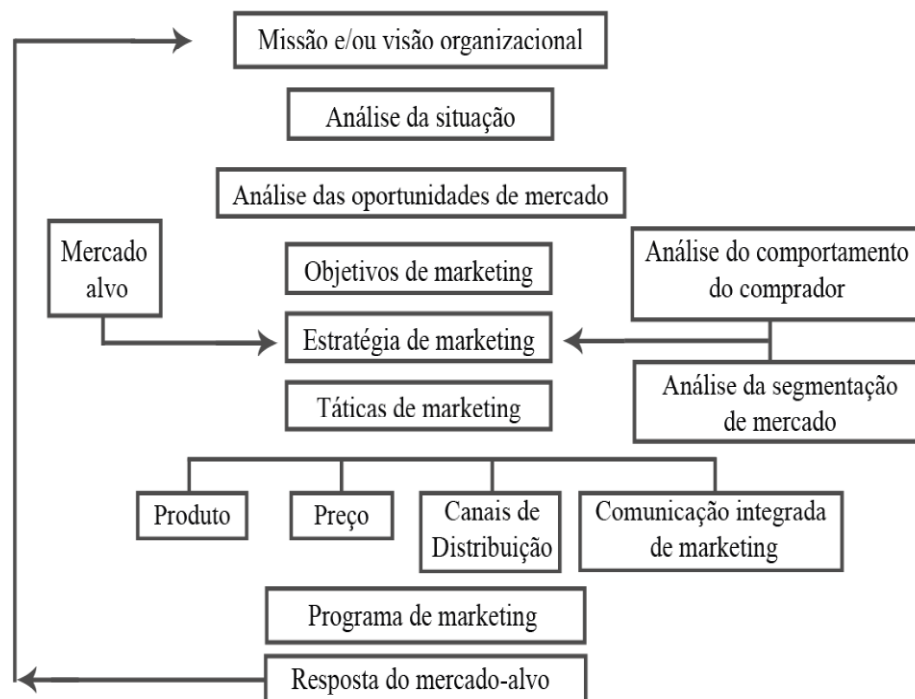 Missão e/ou visão organizacional
Análise da situação
Análise das oportunidades de mercado
Mercado
alvo
Objetivos de marketing
Análise do comportamento
do comprador
Estratégia de marketing
Táticas de marketing
Análise da segmentação
de mercado
Produto
Preço
Canais de
Distribuição
Comunicação integrada
de marketing
Programa de marketing
Resposta do mercado-alvo